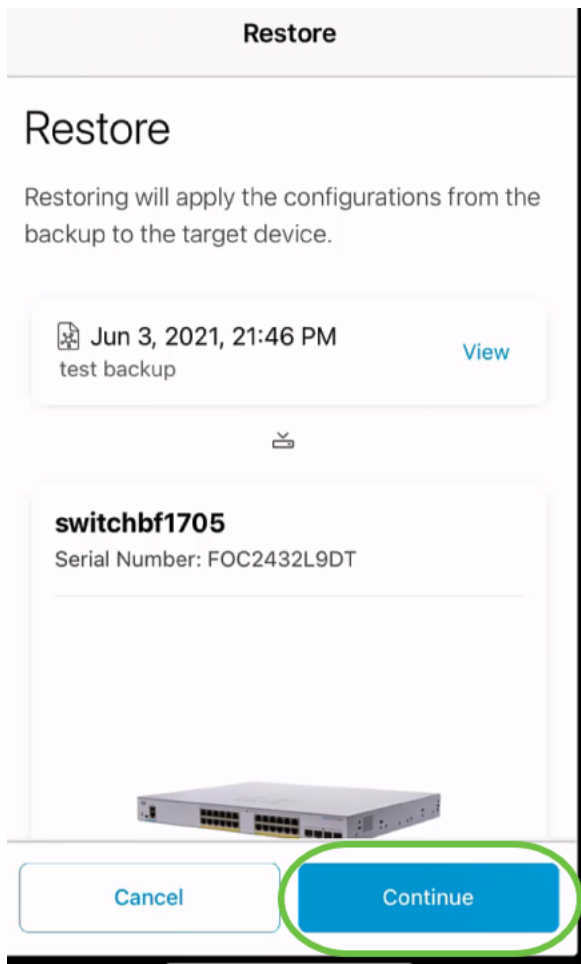 Restore
Restore
Restoring will apply the configurations from the
backup to the target device.
Jun 3, 2021, 21:46 PM
View
test backup
switchbf1705
Serial Number: FOC2432L9DT
Cancel
Continue